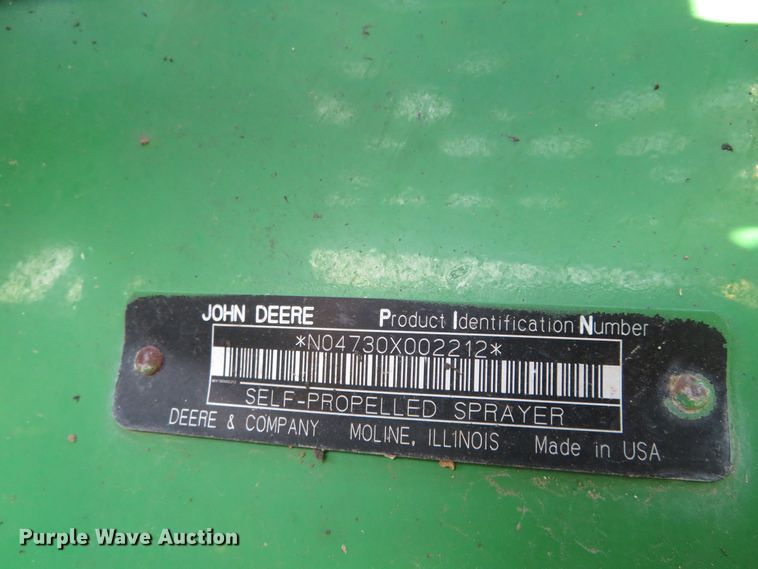 JOHN DEERE Product Identification Number
*N04730X002212*
SELF-PROPELLED SPRAYER
DEERE & COMPANY MOLINE, ILLINOIS Made in USA
Purple Wave Auction